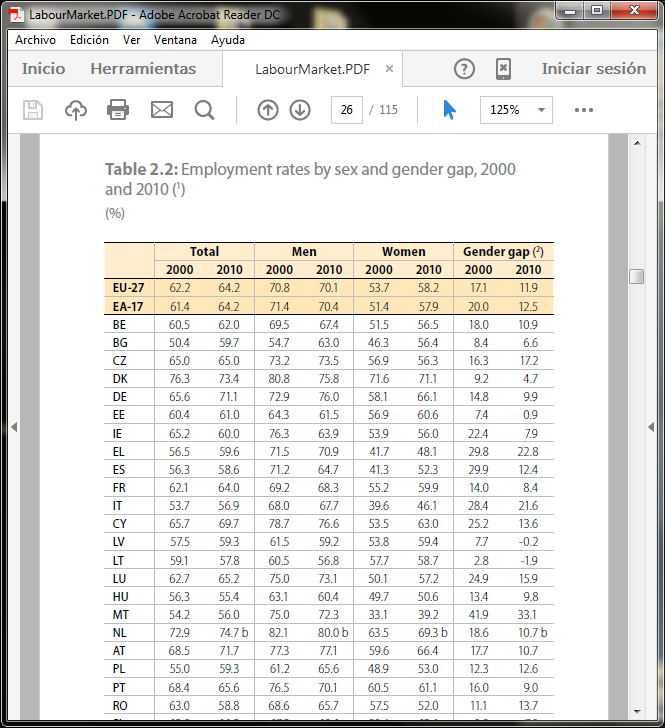 LabourMarket.PDF - Adobe Acrobat Reader DC
Archivo Edición Ver Ventana Ayuda
Inicio Herramientas LabourMarket.PDF × ? Iniciar sesión
26 / 115 125%
Table 2.2: Employment rates by sex and gender gap, 2000
and 2010 (¹)
(%)
Total Men Women Gender gap (²)
2000 2010 2000 2010 2000 2010 2000 2010
EU-27 62.2 64.2 70.8 70.1 53.7 58.2 17.1 11.9
EA-17 61.4 64.2 71.4 70.4 51.4 57.9 20.0 12.5
BE 60.5 62.0 69.5 67.4 51.5 56.5 18.0 10.9
BG 50.4 59.7 54.7 63.0 46.3 56.4 8.4 6.6
CZ 65.0 65.0 73.2 73.5 56.9 56.3 16.3 17.2
DK 76.3 73.4 80.8 75.8 71.6 71.1 9.2 4.7
DE 65.6 71.1 72.9 76.0 58.1 66.1 14.8 9.9
EE 60.4 61.0 64.3 61.5 56.9 60.6 7.4 0.9
IE 65.2 60.0 76.3 63.9 53.9 56.0 22.4 7.9
EL 56.5 59.6 71.5 70.9 41.7 48.1 29.8 22.8
ES 56.3 58.6 71.2 64.7 41.3 52.3 29.9 12.4
FR 62.1 64.0 69.2 68.3 55.2 59.9 14.0 8.4
IT 53.7 56.9 68.0 67.7 39.6 46.1 28.4 21.6
CY 65.7 69.7 78.7 76.6 53.5 63.0 25.2 13.6
LV 57.5 59.3 61.5 59.2 53.8 59.4 7.7 -0.2
LT 59.1 57.8 60.5 56.8 57.7 58.7 2.8 -1.9
LU 62.7 65.2 75.0 73.1 50.1 57.2 24.9 15.9
HU 56.3 55.4 63.1 60.4 49.7 50.6 13.4 9.8
MT 54.2 56.0 75.0 72.3 33.1 39.2 41.9 33.1
NL 72.9 74.7 b 82.1 80.0 b 63.5 69.3 b 18.6 10.7 b
AT 68.5 71.7 77.3 77.1 59.6 66.4 17.7 10.7
PL 55.0 59.3 61.2 65.6 48.9 53.0 12.3 12.6
PT 68.4 65.6 76.5 70.1 60.5 61.1 16.0 9.0
RO 63.0 58.8 68.6 65.7 57.5 52.0 11.1 13.7